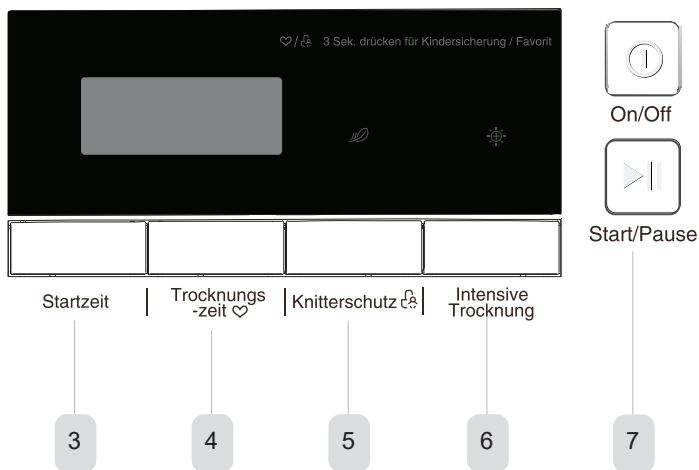 3 Sek. drücken für Kindersicherung / Favorit
On/Off
Start/Pause
Startzeit
Trocknungs
-zeit
Knitterschutz
Intensive
Trocknung
3
4
5
6
7